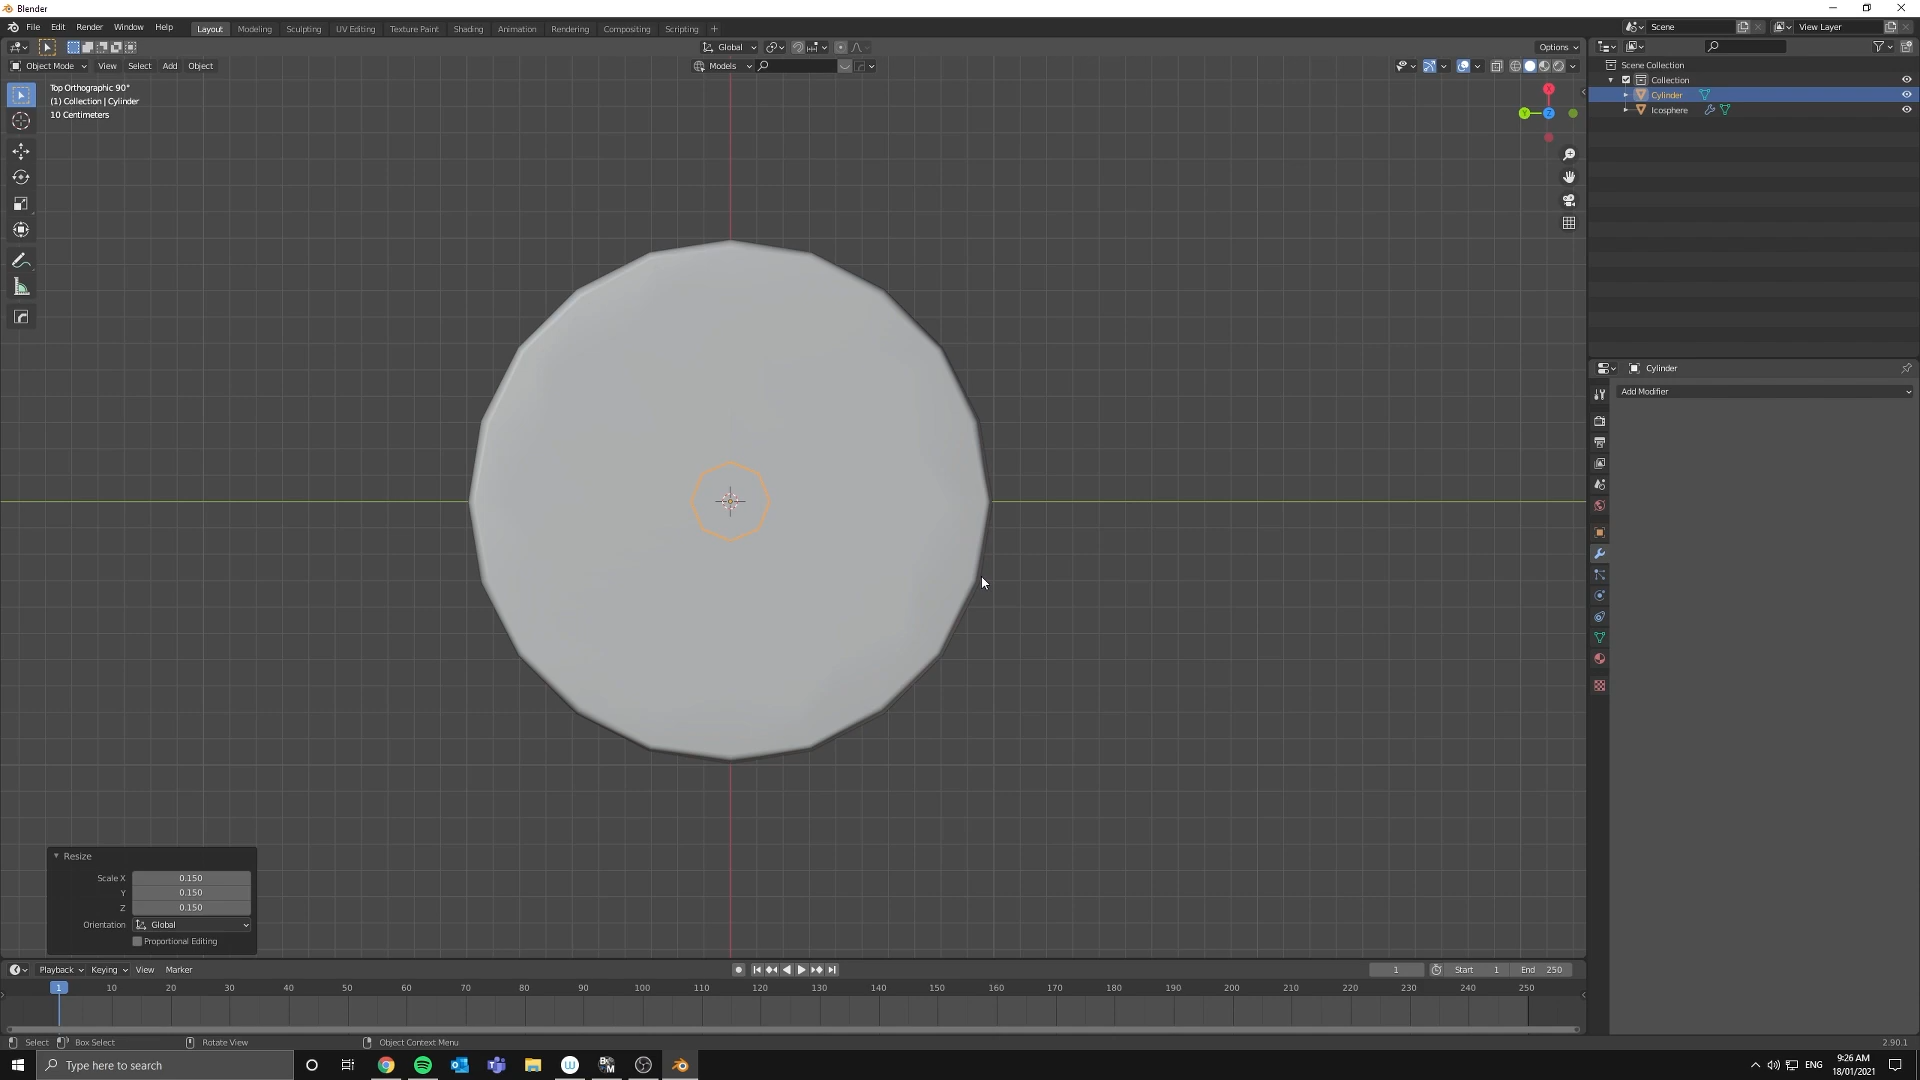 Blender
File Edit Render Window Help
Layout Modeling Sculpting UV Editing Texture Paint Shading Animation Rendering Compositing Scripting +
Scene
View Layer
Global
Options
Object Mode View Select Add Object
Models
Top Orthographic 90°
(1) Collection | Cylinder
10 Centimeters
X
Y
Z
Scene Collection
Collection
Cylinder
Icosphere
Cylinder
Add Modifier
Resize
Scale X 0.150
Y 0.150
Z 0.150
Orientation Global
Proportional Editing
Playback Keying View Marker
1 Start 1 End 250
1 10 20 30 40 50 60 70 80 90 100 110 120 130 140 150 160 170 180 190 200 210 220 230 240 250
Select Box Select Rotate View Object Context Menu 2.90.1
Type here to search
ENG
9:26 AM
18/01/2021